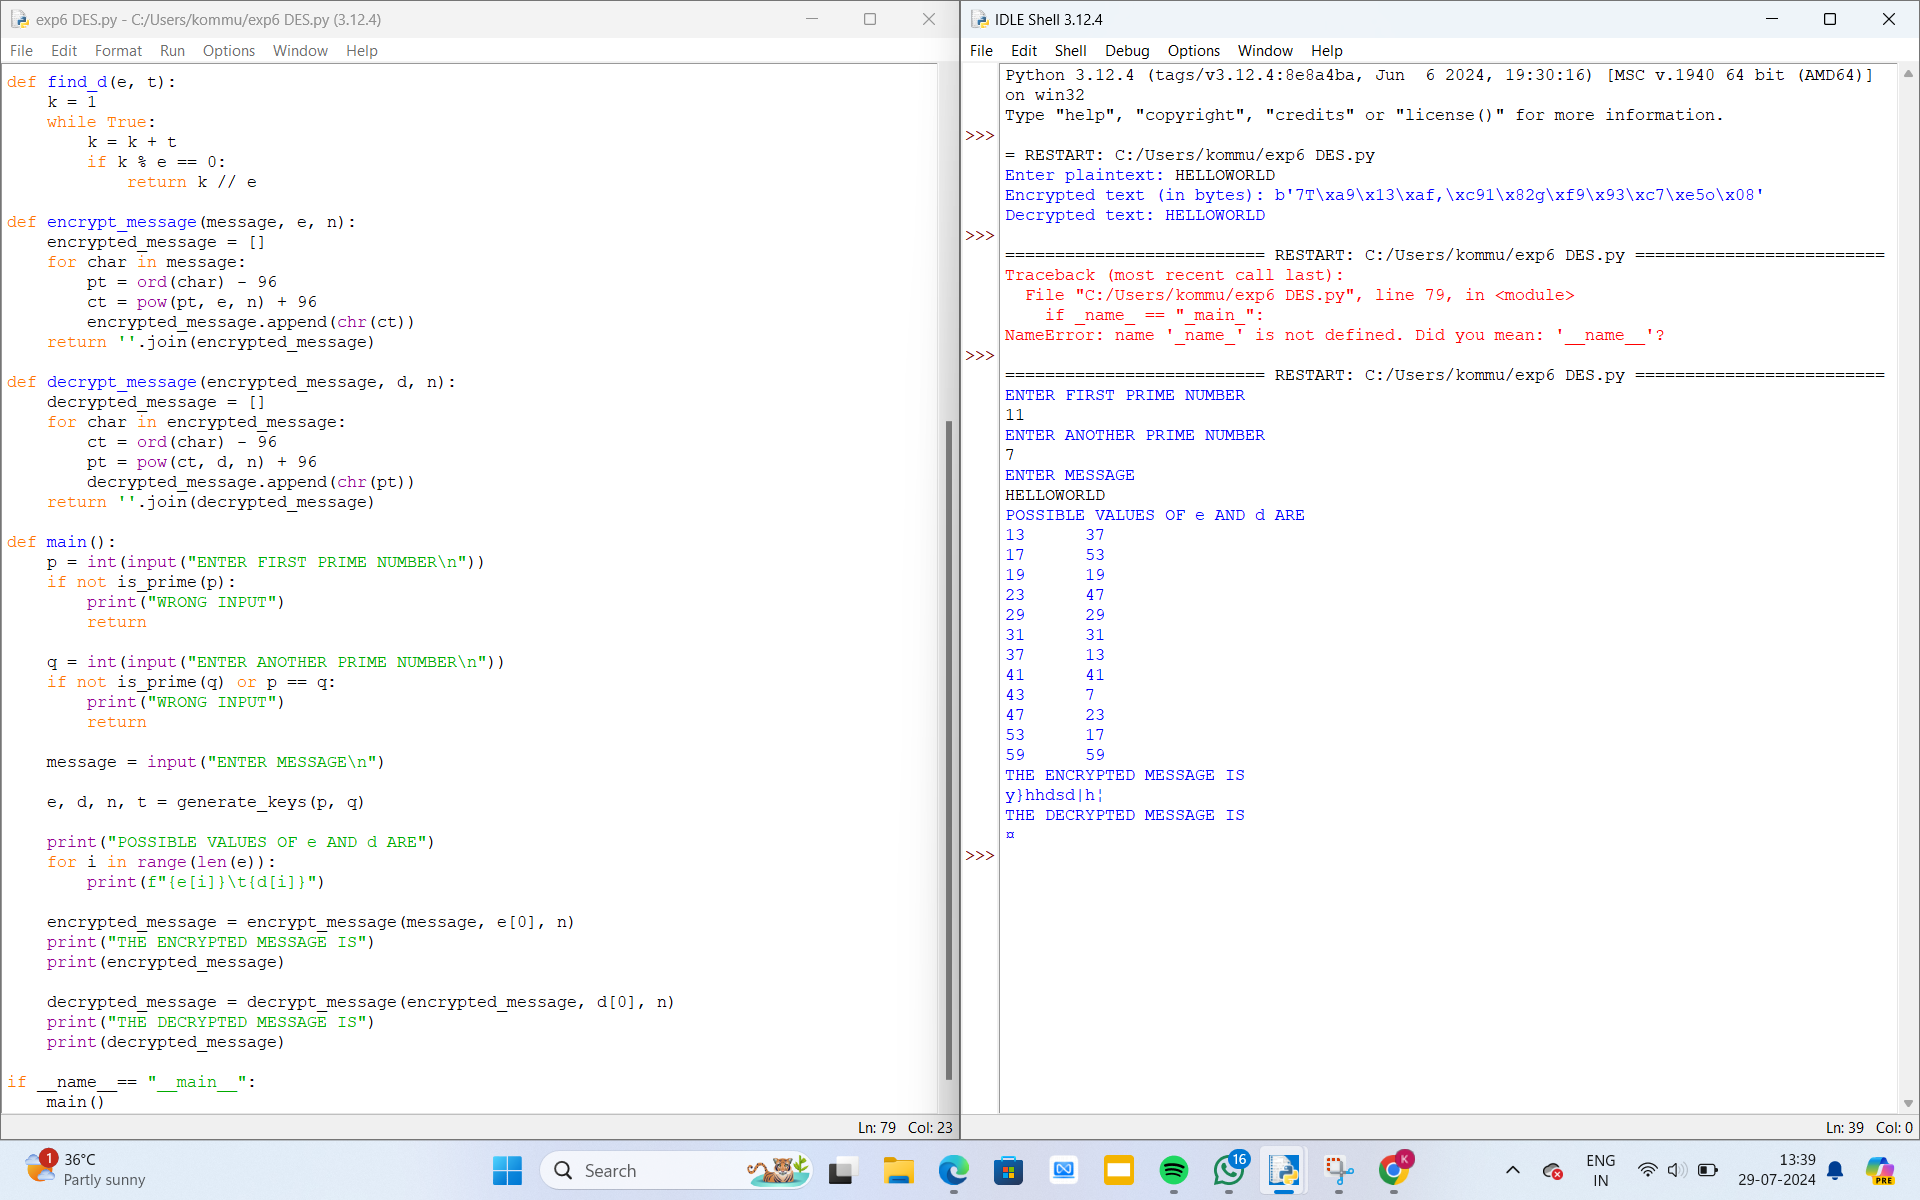 exp6 DES.py - C:/Users/kommu/exp6 DES.py (3.12.4)
File Edit Format Run Options Window Help
def find_d(e, t):
    k = 1
    while True:
        k = k + t
        if k % e == 0:
            return k // e
def encrypt_message(message, e, n):
    encrypted_message = []
    for char in message:
        pt = ord(char) - 96
        ct = pow(pt, e, n) + 96
        encrypted_message.append(chr(ct))
    return ''.join(encrypted_message)
def decrypt_message(encrypted_message, d, n):
    decrypted_message = []
    for char in encrypted_message:
        ct = ord(char) - 96
        pt = pow(ct, d, n) + 96
        decrypted_message.append(chr(pt))
    return ''.join(decrypted_message)
def main():
    p = int(input("ENTER FIRST PRIME NUMBER\n"))
    if not is_prime(p):
        print("WRONG INPUT")
        return
    q = int(input("ENTER ANOTHER PRIME NUMBER\n"))
    if not is_prime(q) or p == q:
        print("WRONG INPUT")
        return
    message = input("ENTER MESSAGE\n")
    e, d, n, t = generate_keys(p, q)
    print("POSSIBLE VALUES OF e AND d ARE")
    for i in range(len(e)):
        print(f"{e[i]}\t{d[i]}")
    encrypted_message = encrypt_message(message, e[0], n)
    print("THE ENCRYPTED MESSAGE IS")
    print(encrypted_message)
    decrypted_message = decrypt_message(encrypted_message, d[0], n)
    print("THE DECRYPTED MESSAGE IS")
    print(decrypted_message)
if __name__== "__main__":
    main()
Ln: 79 Col: 23
IDLE Shell 3.12.4
File Edit Shell Debug Options Window Help
Python 3.12.4 (tags/v3.12.4:8e8a4ba, Jun  6 2024, 19:30:16) [MSC v.1940 64 bit (AMD64)]
on win32
Type "help", "copyright", "credits" or "license()" for more information.
>>>
= RESTART: C:/Users/kommu/exp6 DES.py
Enter plaintext: HELLOWORLD
Encrypted text (in bytes): b'7T\xa9\x13\xaf,\xc91\x82g\xf9\x93\xc7\xe5o\x08'
Decrypted text: HELLOWORLD
>>>
========================== RESTART: C:/Users/kommu/exp6 DES.py =========================
Traceback (most recent call last):
  File "C:/Users/kommu/exp6 DES.py", line 79, in <module>
    if _name_ == "_main_":
NameError: name '_name_' is not defined. Did you mean: '__name__'?
>>>
========================== RESTART: C:/Users/kommu/exp6 DES.py =========================
ENTER FIRST PRIME NUMBER
11
ENTER ANOTHER PRIME NUMBER
7
ENTER MESSAGE
HELLOWORLD
POSSIBLE VALUES OF e AND d ARE
13      37
17      53
19      19
23      47
29      29
31      31
37      13
41      41
43      7
47      23
53      17
59      59
THE ENCRYPTED MESSAGE IS
y}hhdsd|h¦
THE DECRYPTED MESSAGE IS
¤
>>>
Ln: 39 Col: 0
1
36°C
Partly sunny
Search
16
K
ENG
IN
13:39
29-07-2024
PRE